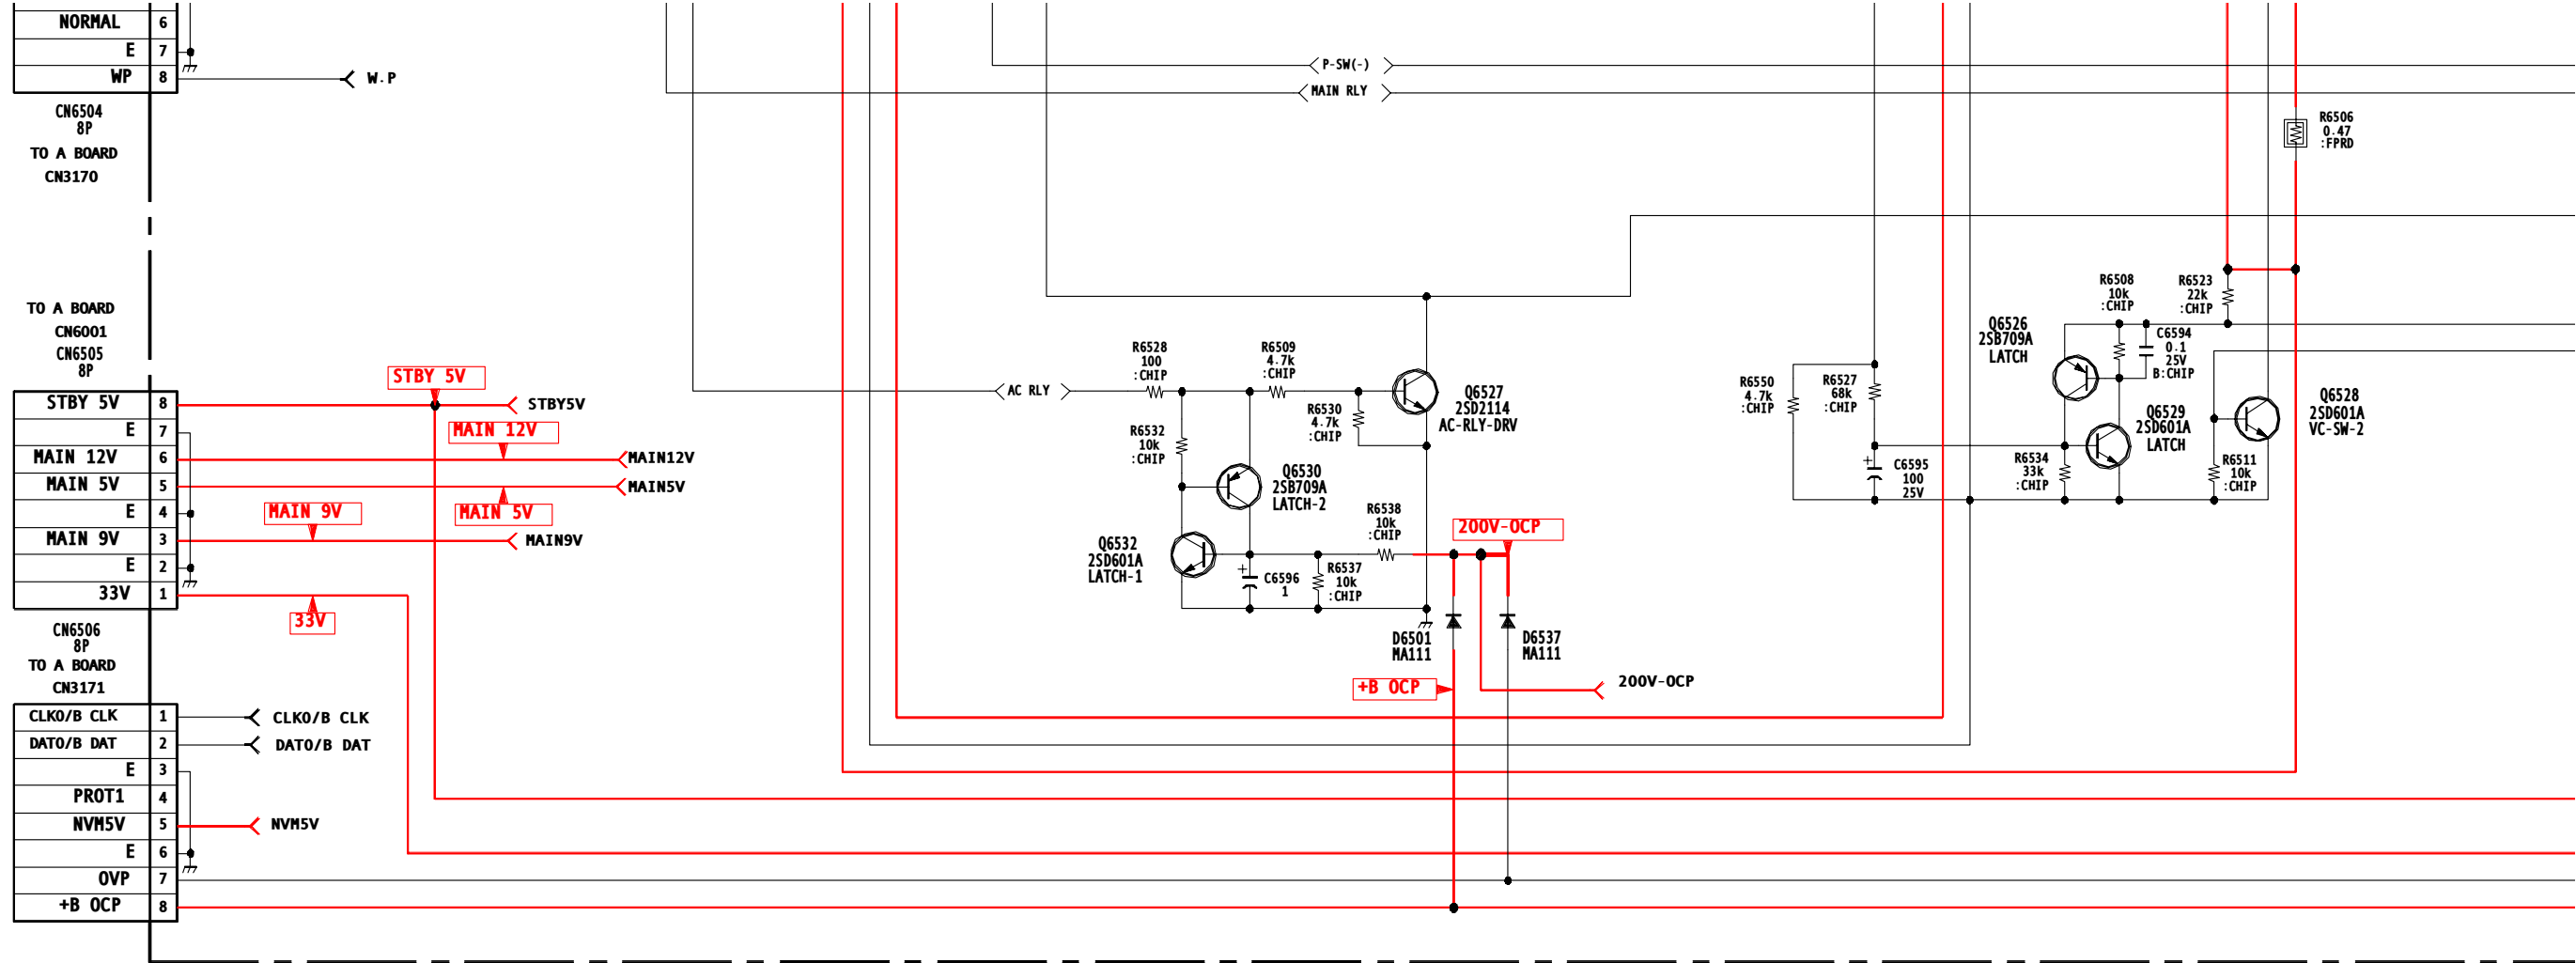 NORMAL 6
E 7
WP 8
W.P
CN6504
8P
TO A BOARD
CN3170
TO A BOARD
CN6001
CN6505
8P
STBY 5V 8
E 7
MAIN 12V 6
MAIN 5V 5
E 4
MAIN 9V 3
E 2
33V 1
STBY 5V
STBY5V
MAIN 12V
MAIN12V
MAIN5V
MAIN 9V
MAIN 5V
MAIN9V
33V
CN6506
8P
TO A BOARD
CN3171
CLKO/B CLK 1
DATO/B DAT 2
E 3
PROT1 4
NVM5V 5
E 6
OVP 7
+B OCP 8
CLKO/B CLK
DATO/B DAT
NVM5V
P-SW(-)
MAIN RLY
AC RLY
R6528
100
:CHIP
R6509
4.7k
:CHIP
R6530
4.7k
:CHIP
Q6527
2SD2114
AC-RLY-DRV
R6532
10k
:CHIP
Q6530
2SB709A
LATCH-2
Q6532
2SD601A
LATCH-1
C6596
1
R6537
10k
:CHIP
R6538
10k
:CHIP
200V-OCP
D6501
MA111
D6537
MA111
+B OCP
200V-OCP
R6506
0.47
:FPRD
R6508
10k
:CHIP
R6523
22k
:CHIP
Q6526
2SB709A
LATCH
C6594
0.1
25V
B:CHIP
R6550
4.7k
:CHIP
R6527
68k
:CHIP
Q6529
2SD601A
LATCH
Q6528
2SD601A
VC-SW-2
C6595
100
25V
R6534
33k
:CHIP
R6511
10k
:CHIP